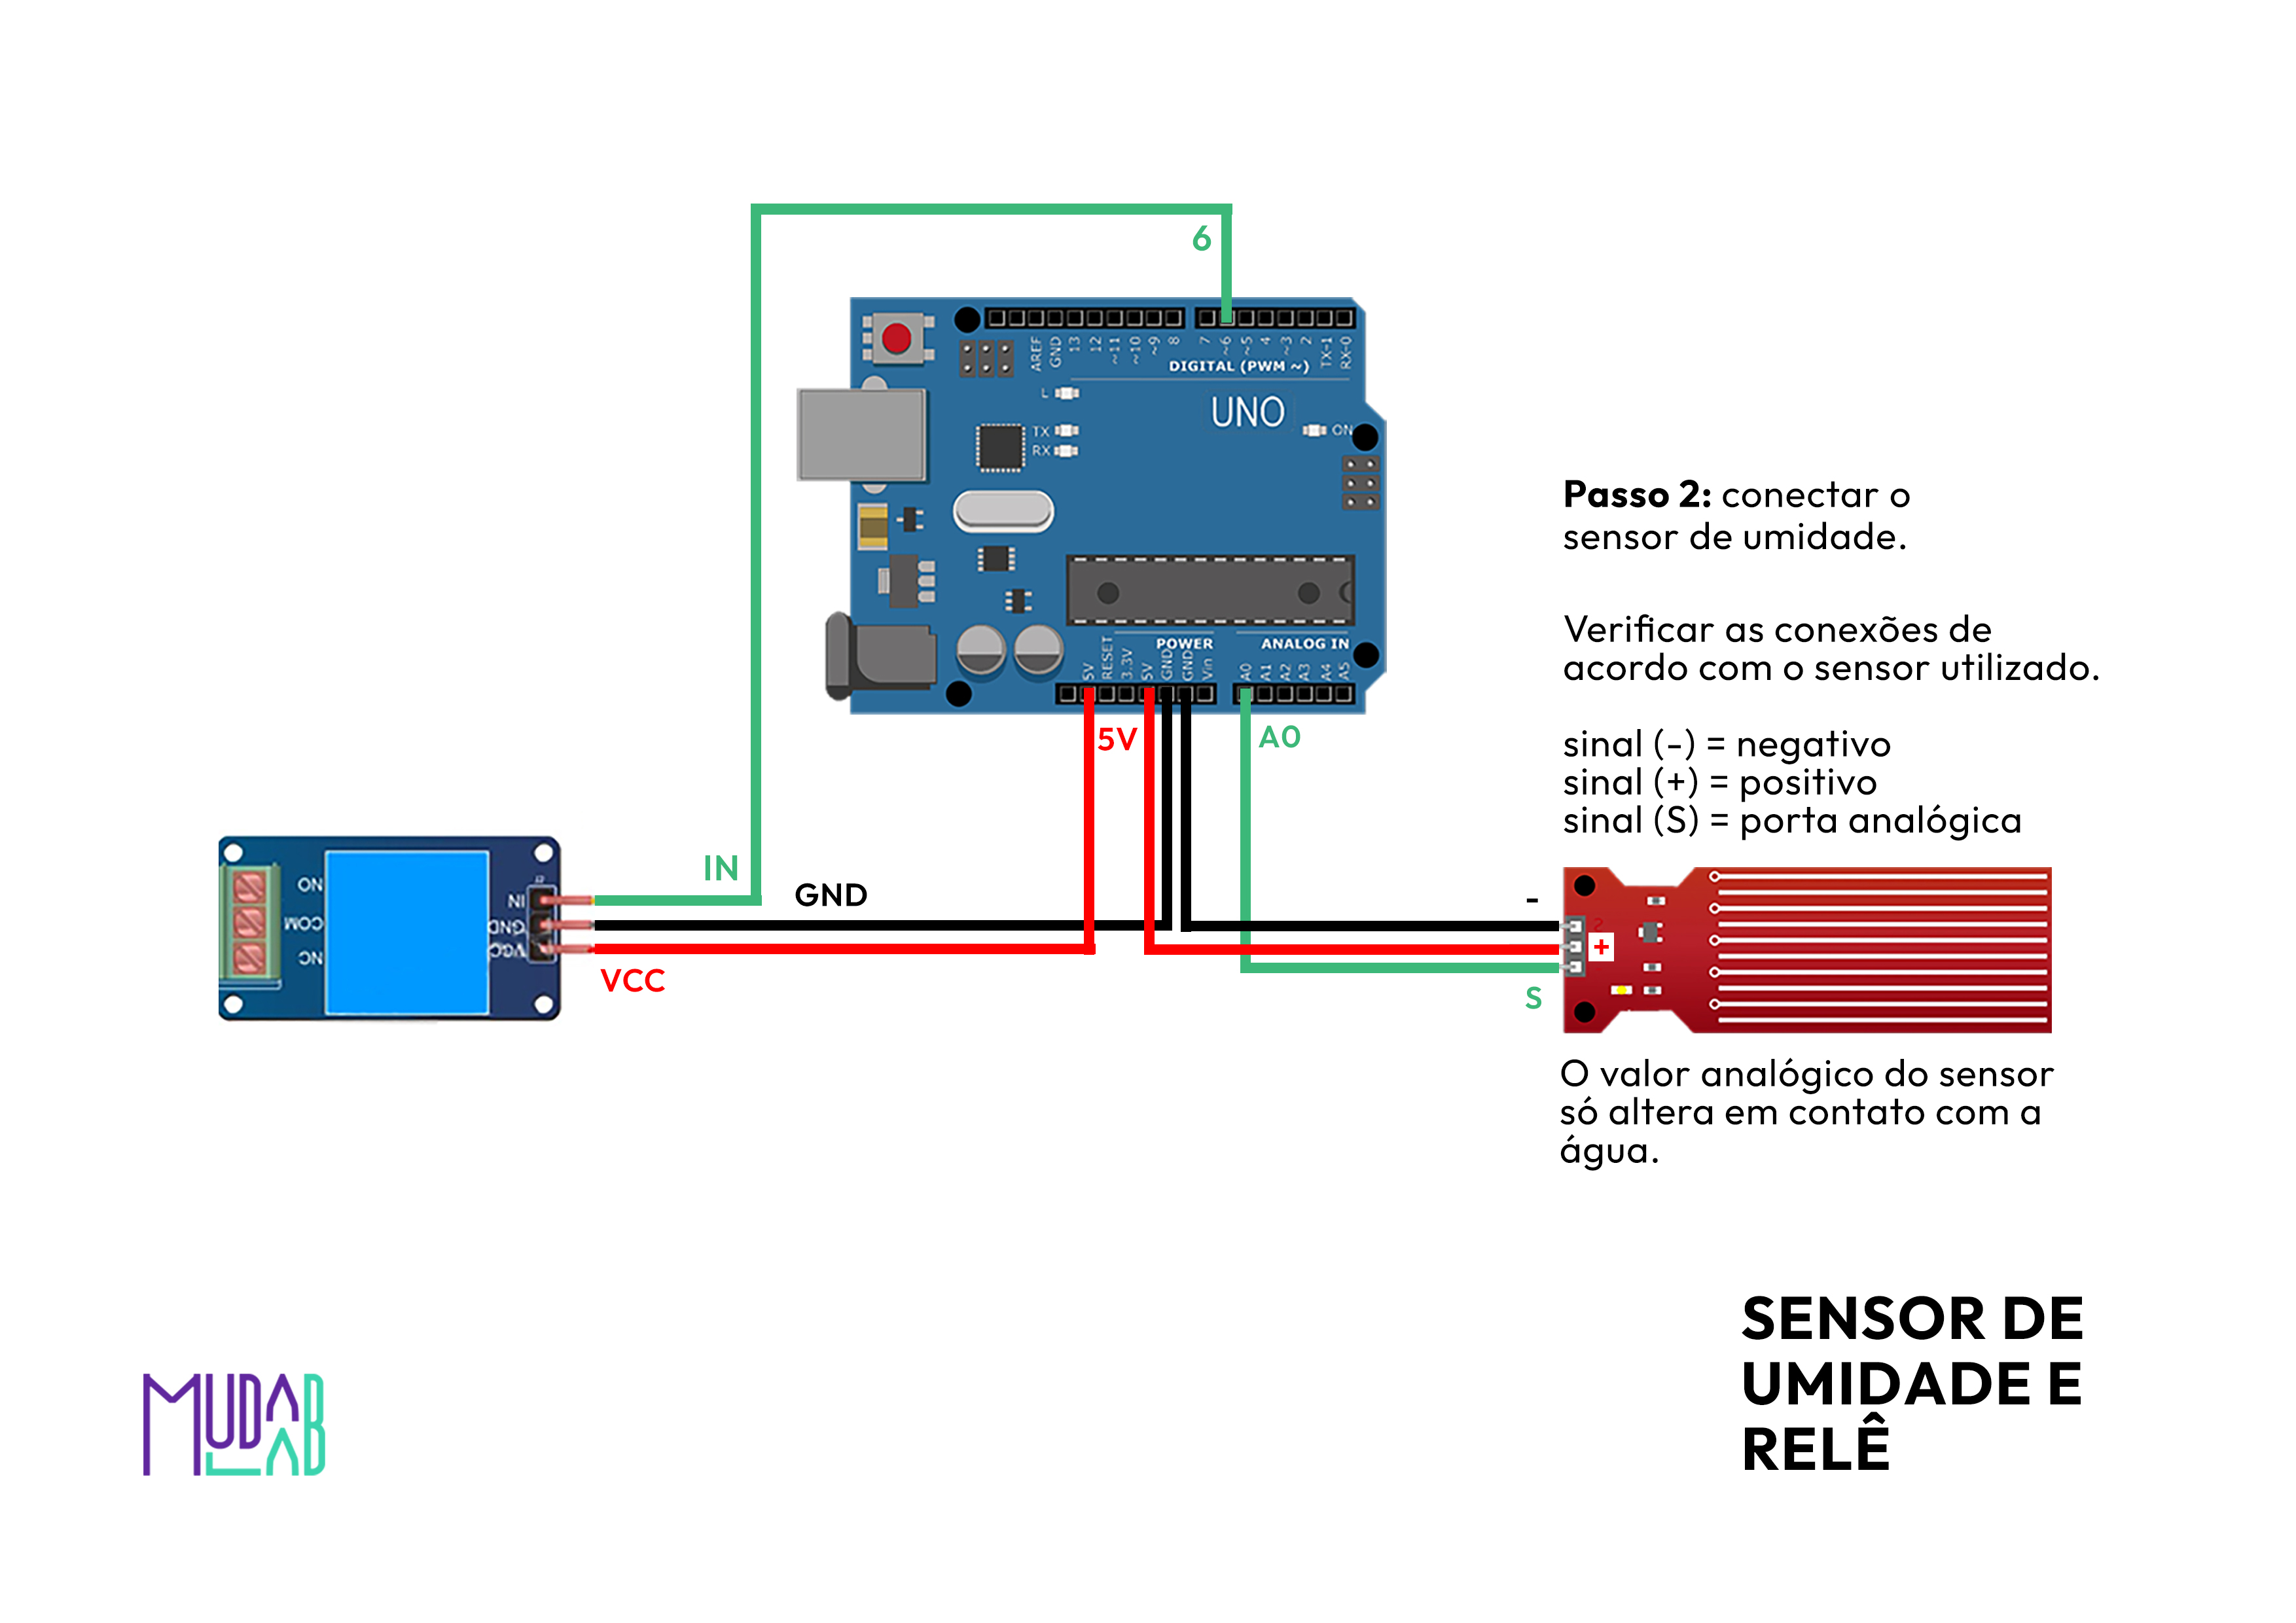 6
AREF
GND
13
12
~11
~10
~9
8
7
~6
~5
4
~3
2
TX-1
RX-0
DIGITAL (PWM ~)
L
UNO
TX
RX
ON
Passo 2: conectar o
sensor de umidade.
Verificar as conexões de
acordo com o sensor utilizado.
sinal (-) = negativo
sinal (+) = positivo
sinal (S) = porta analógica
POWER
ANALOG IN
5V
RESET
3.3V
5V
GND
GND
Vin
A0
A1
A2
A3
A4
A5
5V
A0
IN
GND
VCC
NO
COM
NC
IN
GND
VCC
-
+
S
O valor analógico do sensor
só altera em contato com a
água.
SENSOR DE
UMIDADE E
RELÊ
MUDA
LAB